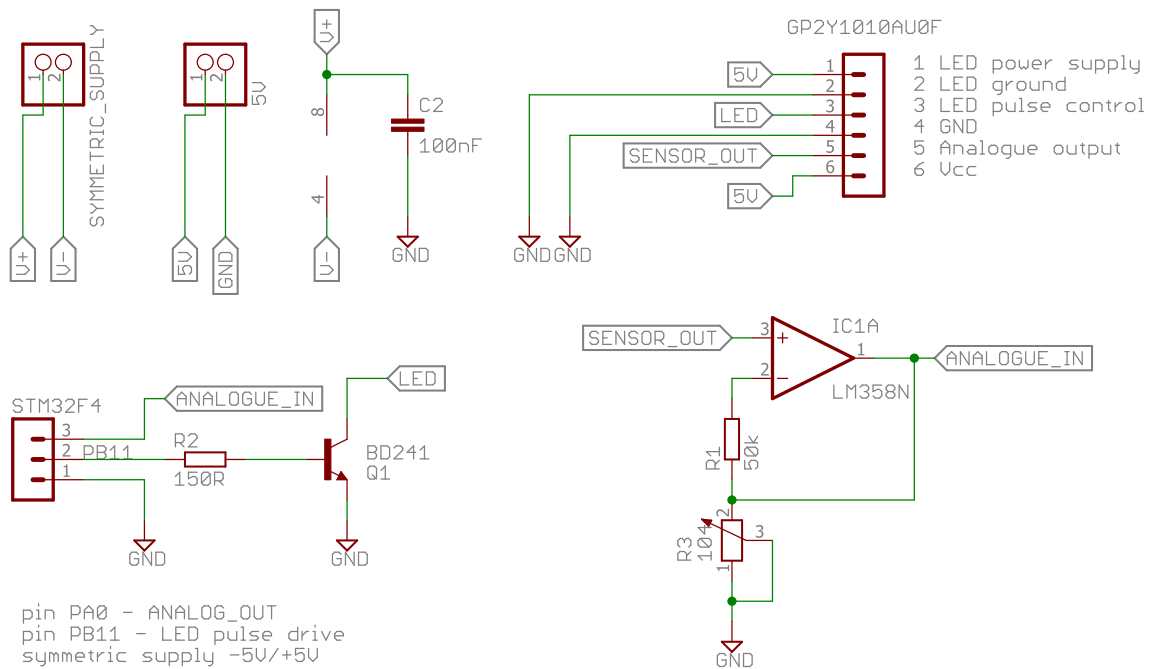 SYMMETRIC_SUPPLY
1
2
V+
V-
5V
1
2
5V
GND
V+
8
4
V-
C2
100nF
GND
GP2Y1010AU0F
5V
LED
SENSOR_OUT
5V
1
2
3
4
5
6
GND
GND
1 LED power supply
2 LED ground
3 LED pulse control
4 GND
5 Analogue output
6 Vcc
STM32F4
3
2
1
PB11
ANALOGUE_IN
R2
150R
GND
LED
BD241
Q1
GND
SENSOR_OUT
3
2
+
-
1
IC1A
LM358N
ANALOGUE_IN
R1
50k
R3
104
2
3
1
GND
pin PA0 - ANALOG_OUT
pin PB11 - LED pulse drive
symmetric supply -5V/+5V